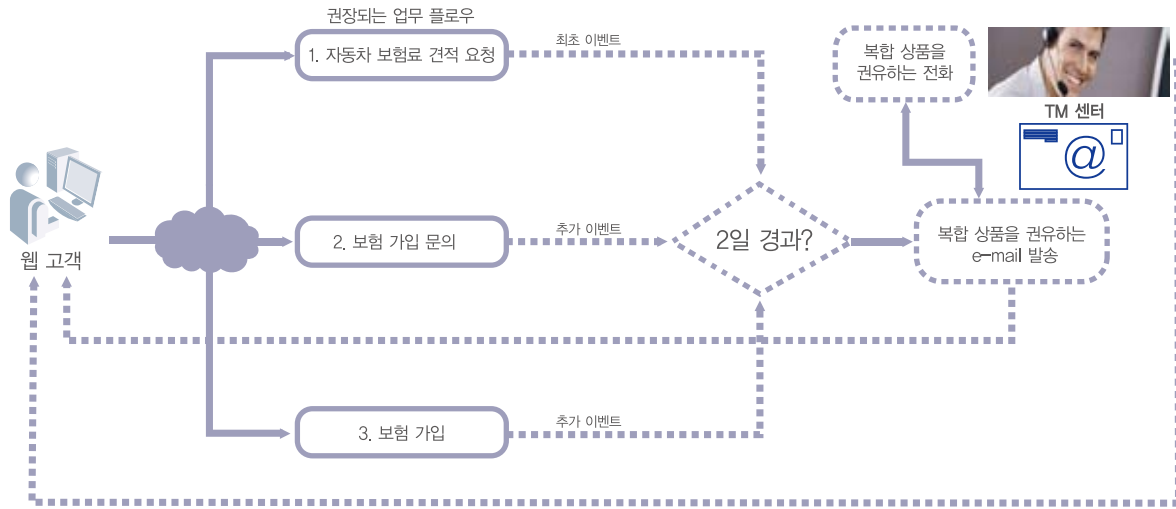 권장되는 업무 플로우
1. 자동차 보험료 견적 요청
최초 이벤트
복합 상품을
권유하는 전화
TM 센터
@
웹 고객
2. 보험 가입 문의
추가 이벤트
2일 경과?
복합 상품을 권유하는
e-mail 발송
3. 보험 가입
추가 이벤트